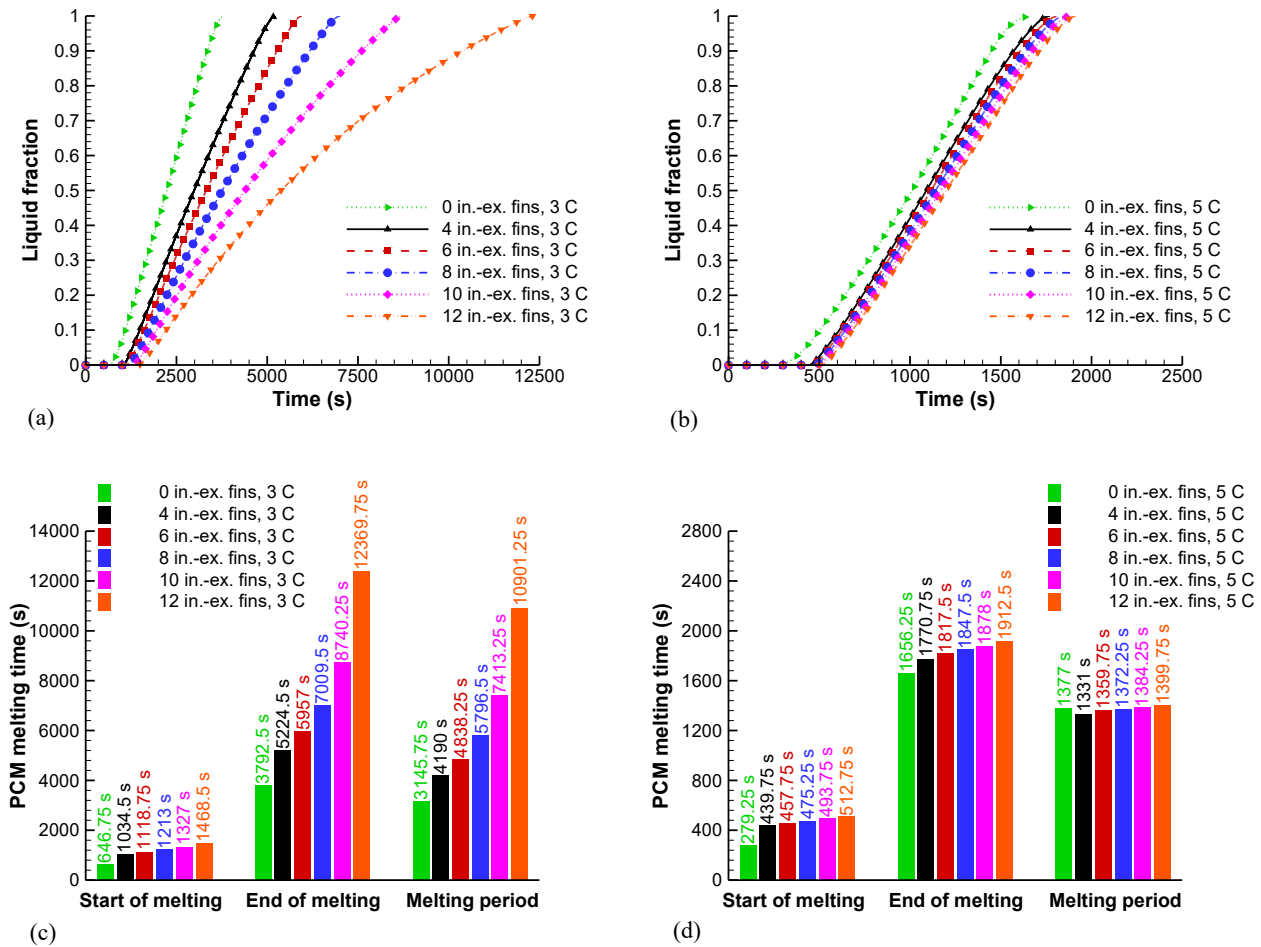 1
0.9
0.8
0.7
0.6
0.5
0.4
0.3
0.2
0.1
0
Liquid fraction
0 in.-ex. fins, 3 C
4 in.-ex. fins, 3 C
6 in.-ex. fins, 3 C
8 in.-ex. fins, 3 C
10 in.-ex. fins, 3 C
12 in.-ex. fins, 3 C
0 2500 5000 7500 10000 12500
Time (s)
(a)
1
0.9
0.8
0.7
0.6
0.5
0.4
0.3
0.2
0.1
0
Liquid fraction
0 in.-ex. fins, 5 C
4 in.-ex. fins, 5 C
6 in.-ex. fins, 5 C
8 in.-ex. fins, 5 C
10 in.-ex. fins, 5 C
12 in.-ex. fins, 5 C
0 500 1000 1500 2000 2500
Time (s)
(b)
0 in.-ex. fins, 3 C
4 in.-ex. fins, 3 C
6 in.-ex. fins, 3 C
8 in.-ex. fins, 3 C
10 in.-ex. fins, 3 C
12 in.-ex. fins, 3 C
14000
12000
10000
8000
6000
4000
2000
0
PCM melting time (s)
646.75 s
1034.5 s
1118.75 s
1213 s
1327 s
1468.5 s
3792.5 s
5224.5 s
5957 s
7009.5 s
8740.25 s
12369.75 s
3145.75 s
4190 s
4838.25 s
5796.5 s
7413.25 s
10901.25 s
Start of melting End of melting Melting period
(c)
0 in.-ex. fins, 5 C
4 in.-ex. fins, 5 C
6 in.-ex. fins, 5 C
8 in.-ex. fins, 5 C
10 in.-ex. fins, 5 C
12 in.-ex. fins, 5 C
2800
2400
2000
1600
1200
800
400
0
PCM melting time (s)
279.25 s
439.75 s
457.75 s
475.25 s
493.75 s
512.75 s
1656.25 s
1770.75 s
1817.5 s
1847.5 s
1878 s
1912.5 s
1377 s
1331 s
1359.75 s
1372.25 s
1384.25 s
1399.75 s
Start of melting End of melting Melting period
(d)